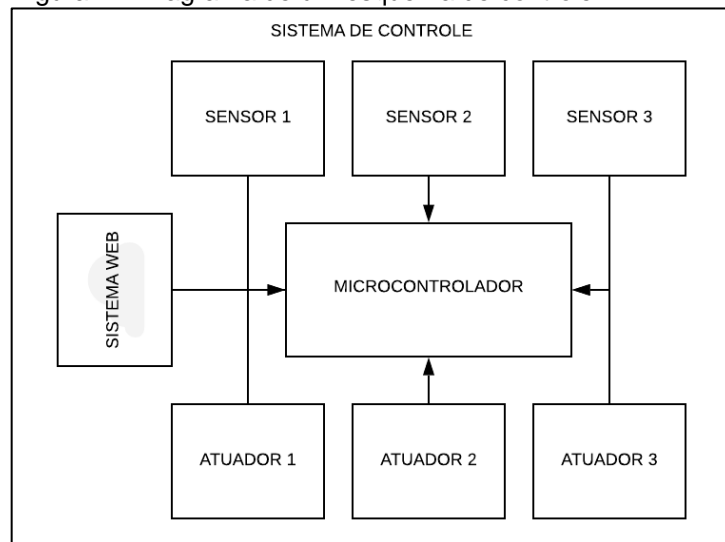 SISTEMA DE CONTROLE
SENSOR 1
SENSOR 2
SENSOR 3
SISTEMA WEB
MICROCONTROLADOR
ATUADOR 1
ATUADOR 2
ATUADOR 3